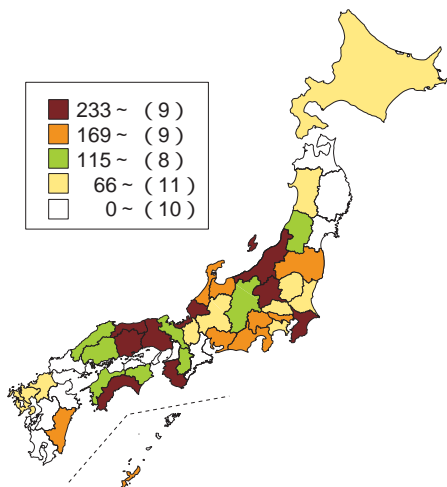 233 ~ ( 9 )
169 ~ ( 9 )
115 ~ ( 8 )
66 ~ ( 11 )
0 ~ ( 10 )